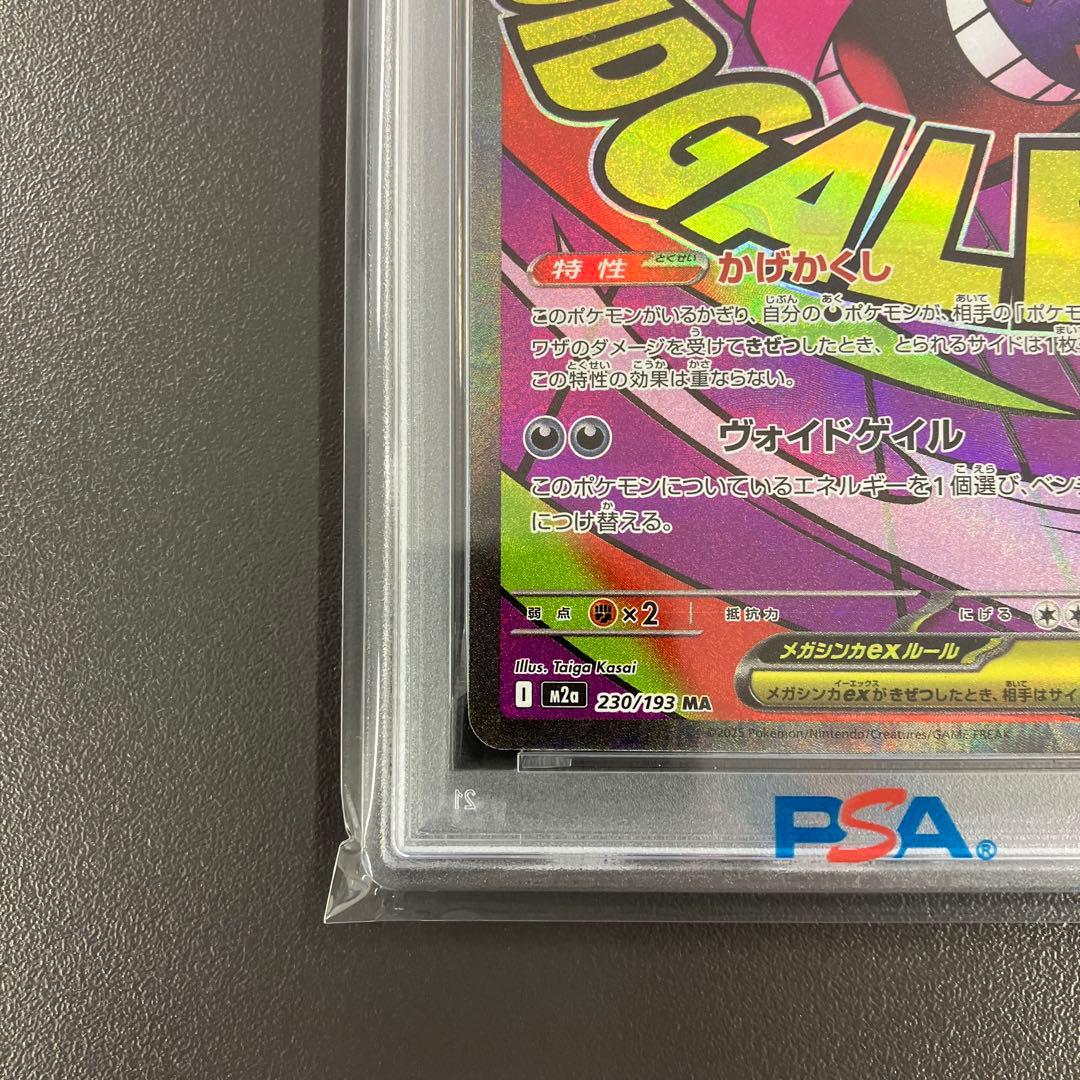 OIDGAL
特性 かげかくし
このポケモンがいるかぎり、自分のポケモンが、相手の「ポケモ
ワザのダメージを受けてきぜつしたとき、とられるサイドは1枚
この特性の効果は重ならない。
ヴォイドゲイル
このポケモンについているエネルギーを1個選び、ベン
につけ替える。
弱点 ×2 抵抗力 にげる
メガシンカexルール
Illus. Taiga Kasai
メガシンカexがきぜつしたとき、相手はサイ
I m2a 230/193 MA
©2025 Pokémon/Nintendo/Creatures/GAME FREAK
21
PSA®